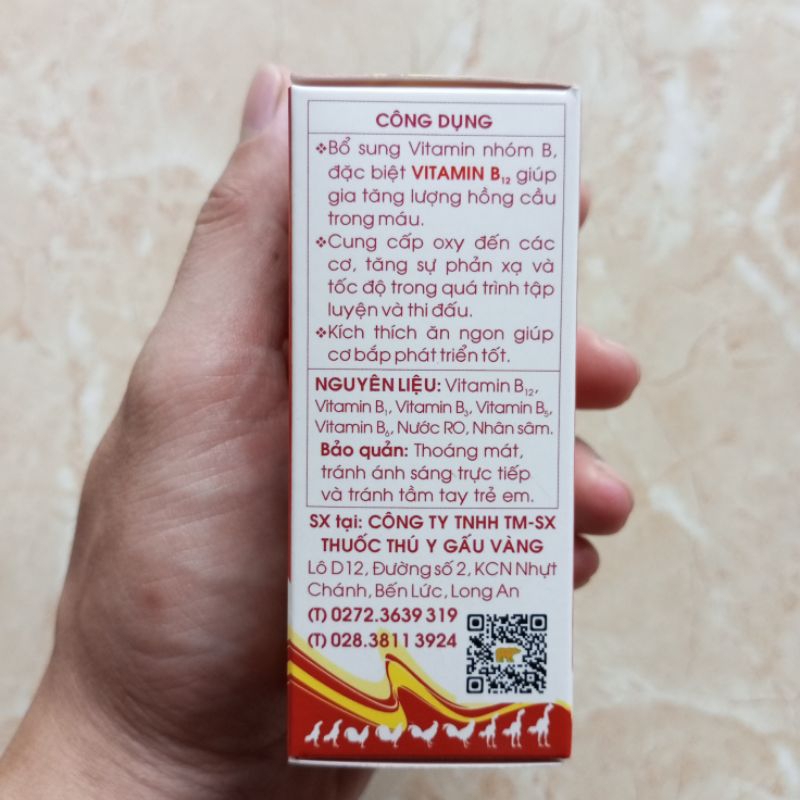 CÔNG DỤNG
❖Bổ sung Vitamin nhóm B,
đặc biệt VITAMIN B₁₂ giúp
gia tăng lượng hồng cầu
trong máu.
❖Cung cấp oxy đến các
cơ, tăng sự phản xạ và
tốc độ trong quá trình tập
luyện và thi đấu.
❖Kích thích ăn ngon giúp
cơ bắp phát triển tốt.
NGUYÊN LIỆU: Vitamin B₁₂,
Vitamin B₁, Vitamin B₃, Vitamin B₅,
Vitamin B₆, Nước RO, Nhân sâm.
Bảo quản: Thoáng mát,
tránh ánh sáng trực tiếp
và tránh tầm tay trẻ em.
SX tại: CÔNG TY TNHH TM-SX
THUỐC THÚ Y GẤU VÀNG
Lô D12, Đường số 2, KCN Nhựt
Chánh, Bến Lức, Long An
(T) 0272.3639 319
(T) 028.3811 3924